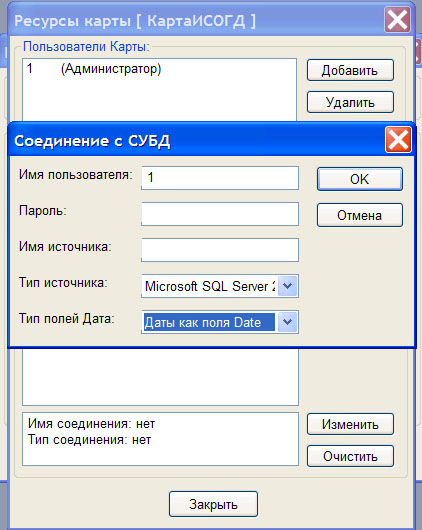 Ресурсы карты [ КартаИСОГД ]
Пользователи Карты:
1 (Администратор)
Добавить
Удалить
Соединение с СУБД
Имя пользователя: 1
OK
Пароль:
Отмена
Имя источника:
Тип источника: Microsoft SQL Server 2
Тип полей Дата: Даты как поля Date
Имя соединения: нет
Изменить
Тип соединения: нет
Очистить
Закрыть